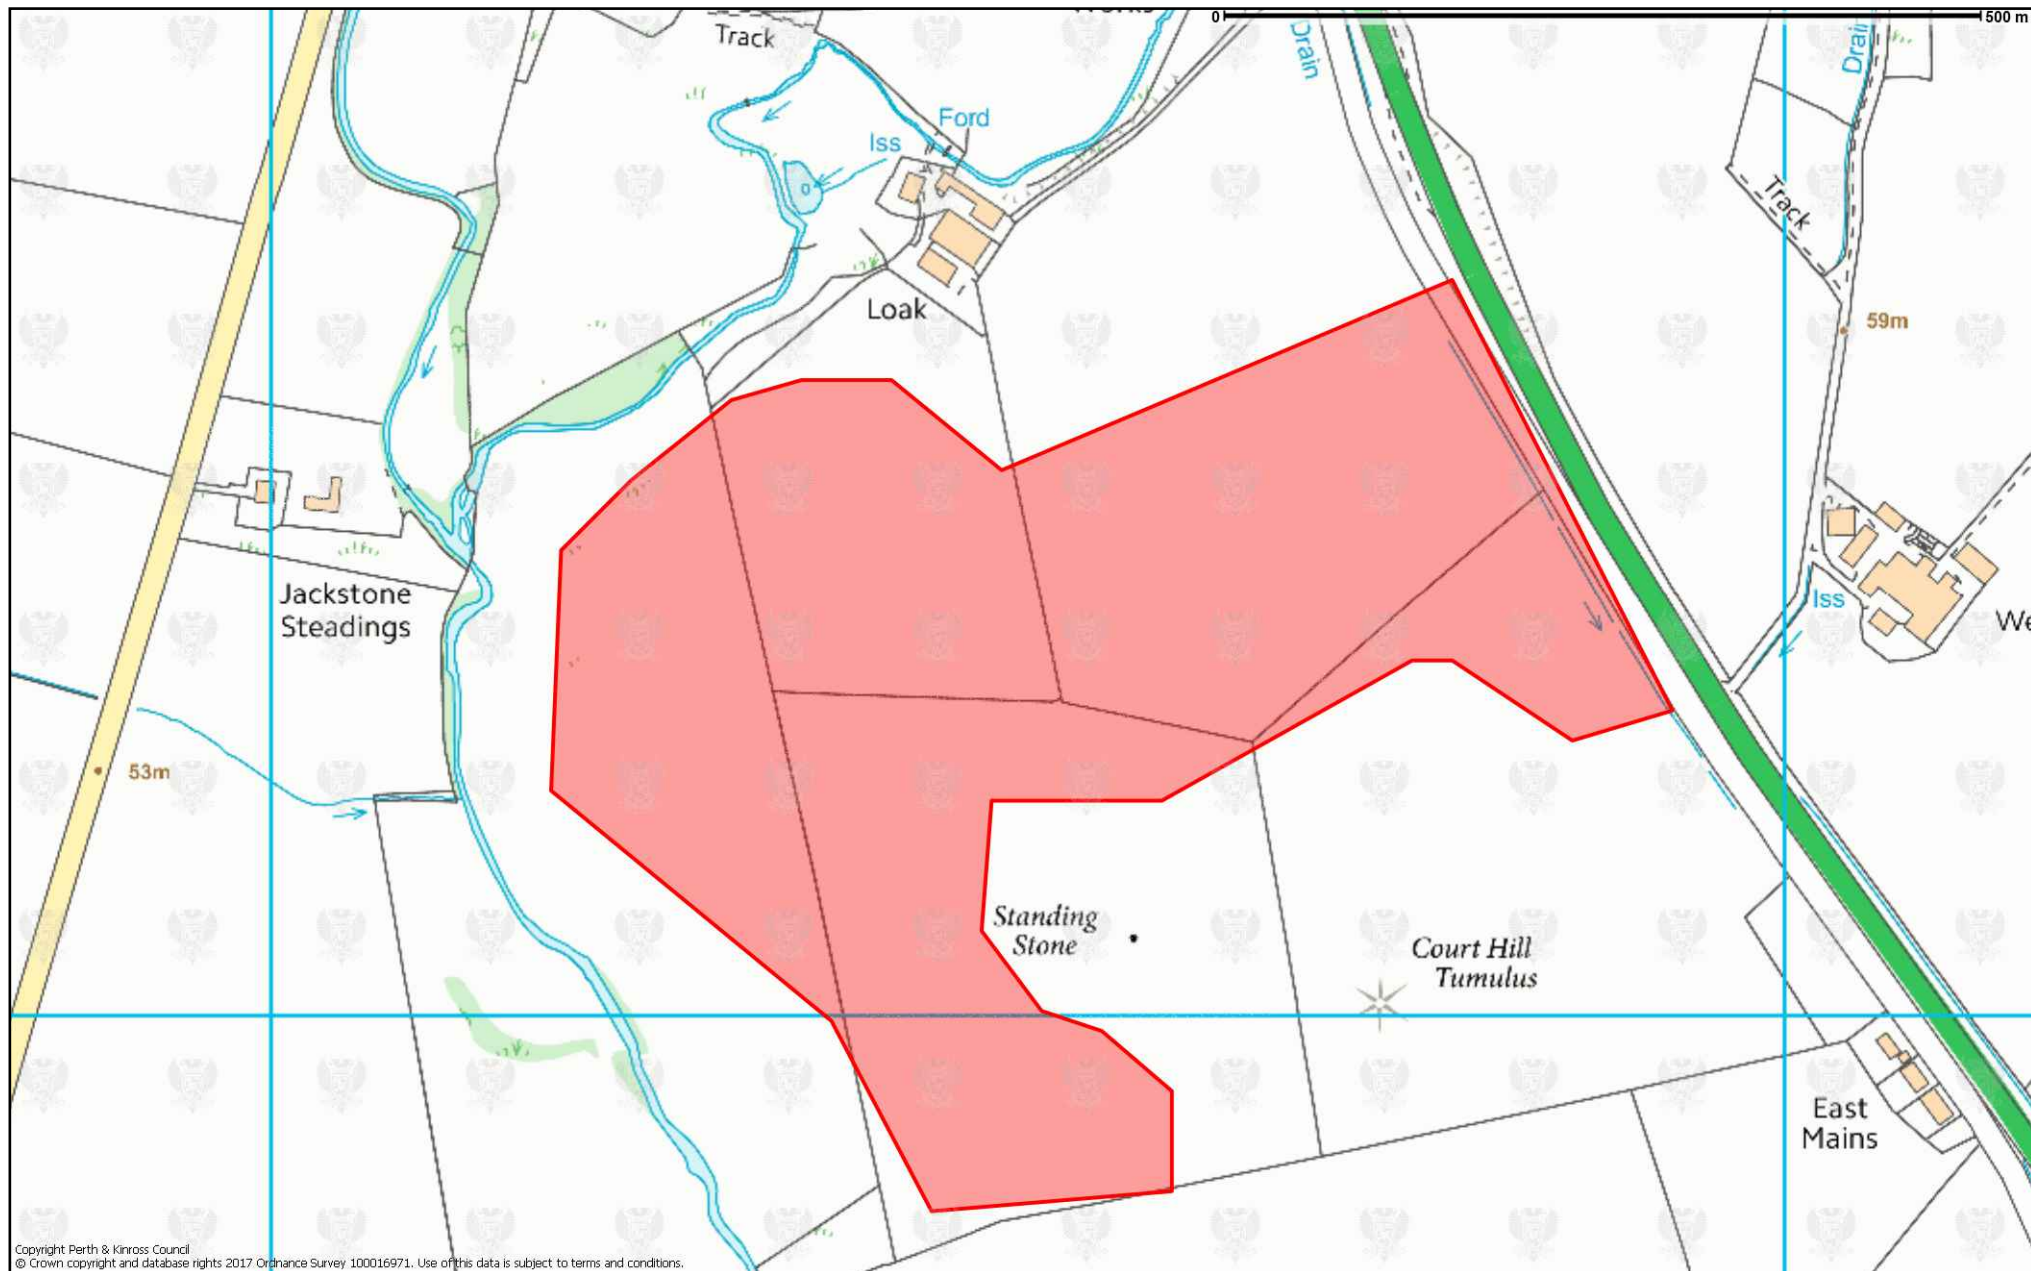 0
500 m
Track
Drain
Drain
Ford
Iss
Track
Loak
59m
Jackstone
Steadings
Iss
53m
Standing
Stone
Court Hill
Tumulus
East
Mains
Copyright Perth & Kinross Council
© Crown copyright and database rights 2017 Ordnance Survey 100016971. Use of this data is subject to terms and conditions.